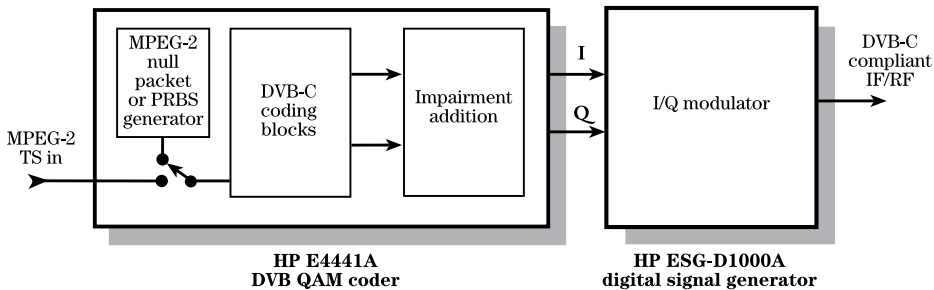 MPEG-2
TS in
MPEG-2
null
packet
or PRBS
generator
DVB-C
coding
blocks
Impairment
addition
I
Q
I/Q modulator
DVB-C
compliant
IF/RF
HP E4441A
DVB QAM coder
HP ESG-D1000A
digital signal generator